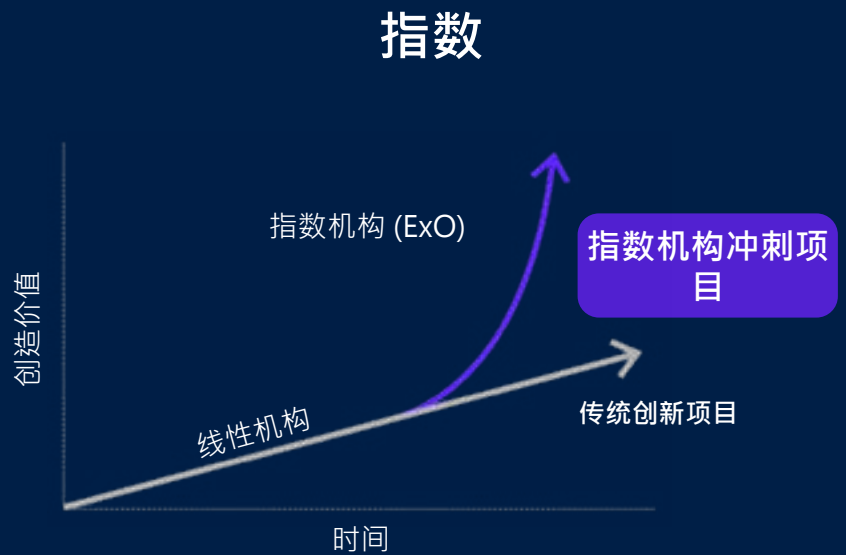 指数
指数机构 (ExO)
指数机构冲刺项
目
创造价值
线性机构
传统创新项目
时间